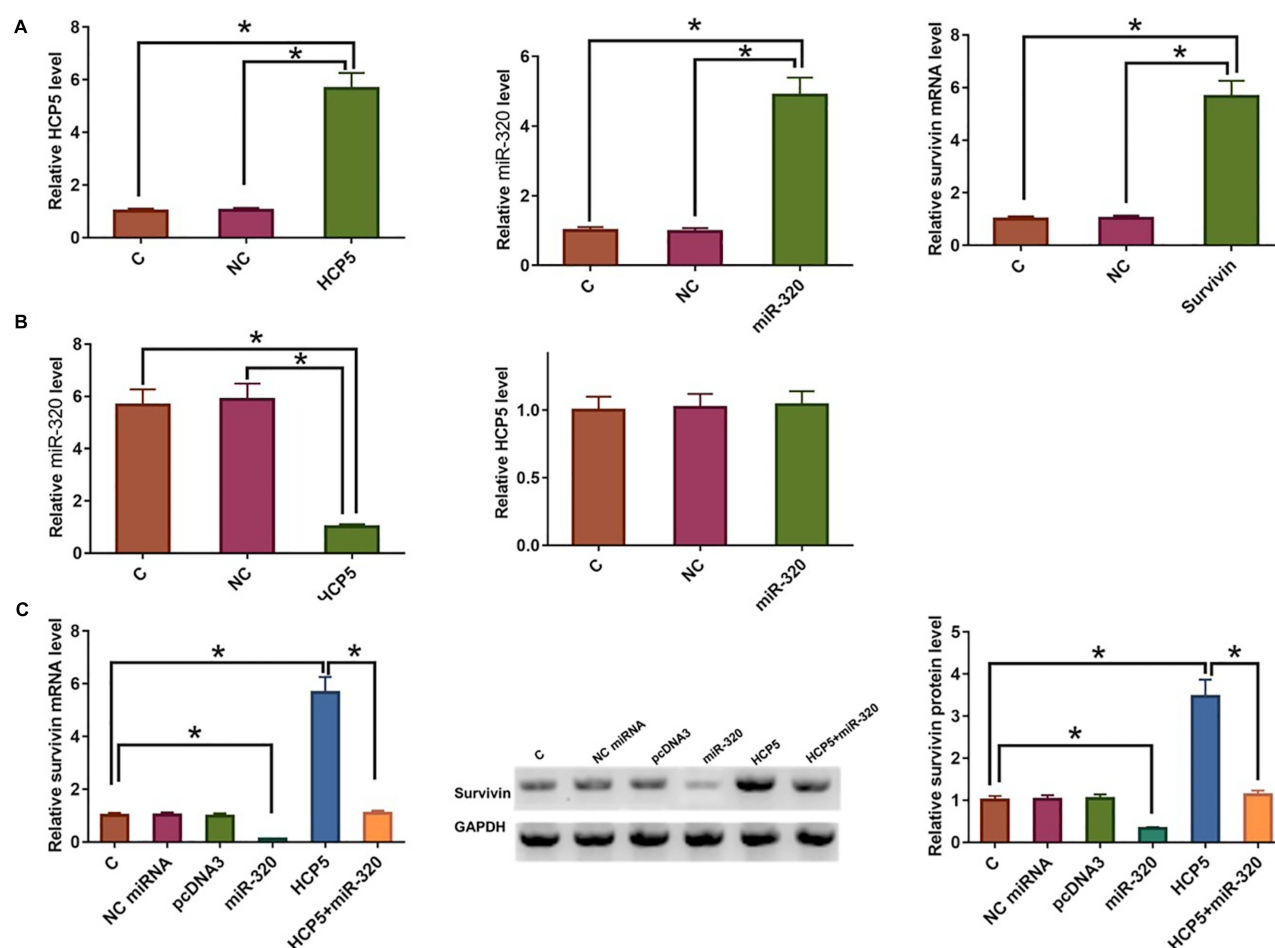 A
Relative HCP5 level
8
6
4
2
0
*
*
C
NC
HCP5
Relative miR-320 level
6
4
2
0
*
*
C
NC
miR-320
Relative survivin mRNA level
8
6
4
2
0
*
*
C
NC
Survivin
B
Relative miR-320 level
8
6
4
2
0
*
*
C
NC
HCP5
Relative HCP5 level
1.0
0.5
0.0
C
NC
miR-320
C
Relative survivin mRNA level
8
6
4
2
0
*
*
*
C
NC miRNA
pcDNA3
miR-320
HCP5
HCP5+miR-320
C
NC miRNA
pcDNA3
miR-320
HCP5
HCP5+miR-320
Survivin
GAPDH
Relative survivin protein level
5
4
3
2
1
0
*
*
*
C
NC miRNA
pcDNA3
miR-320
HCP5
HCP5+miR-320